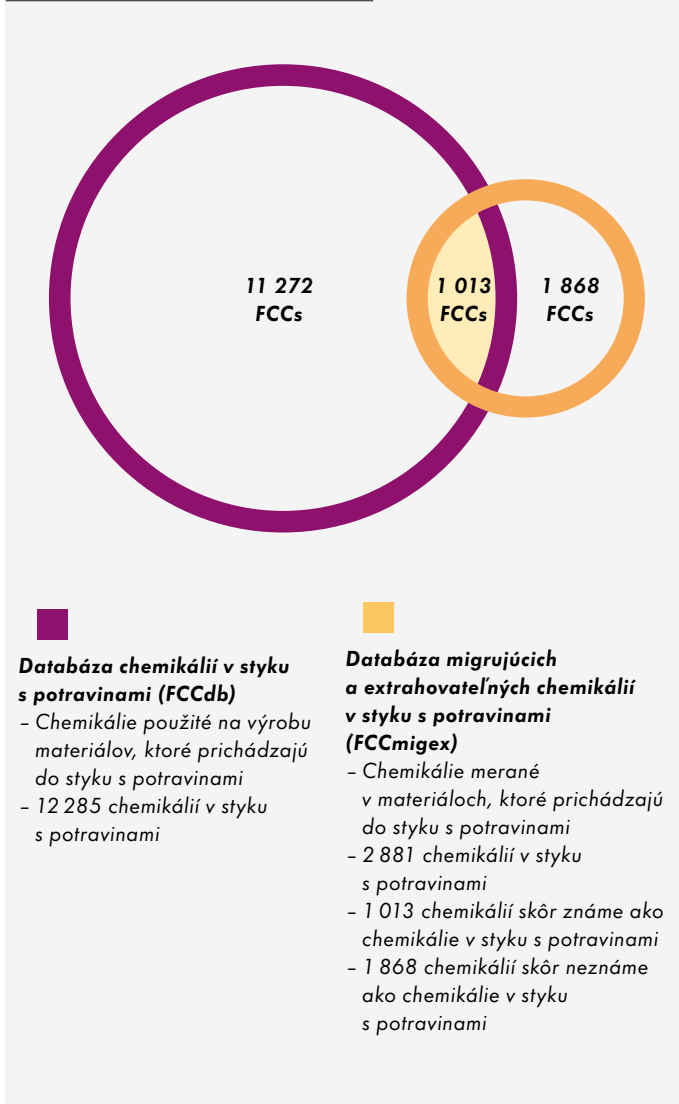 11 272
FCCs
1 013
FCCs
1 868
FCCs
Databáza chemikálií v styku
s potravinami (FCCdb)
– Chemikálie použité na výrobu
materiálov, ktoré prichádzajú
do styku s potravinami
– 12 285 chemikálií v styku
s potravinami
Databáza migrujúcich
a extrahovateľných chemikálií
v styku s potravinami
(FCCmigex)
– Chemikálie merané
v materiáloch, ktoré prichádzajú
do styku s potravinami
– 2 881 chemikálií v styku
s potravinami
– 1 013 chemikálií skôr známe ako
chemikálie v styku s potravinami
– 1 868 chemikálií skôr neznáme
ako chemikálie v styku
s potravinami